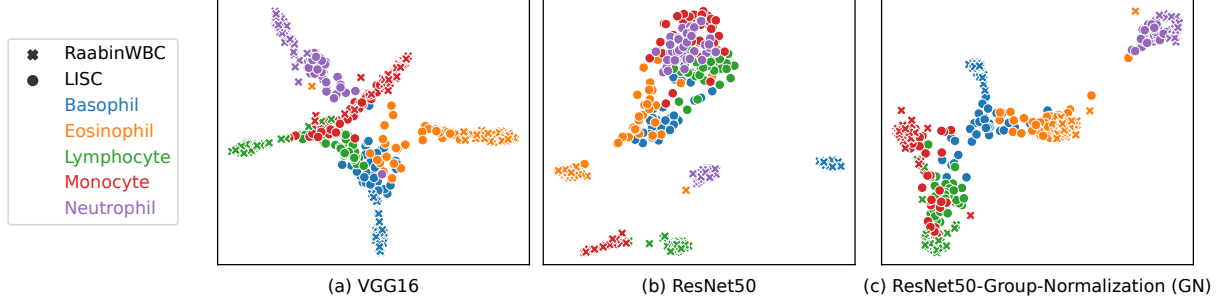 RaabinWBC
LISC
Basophil
Eosinophil
Lymphocyte
Monocyte
Neutrophil
(a) VGG16
(b) ResNet50
(c) ResNet50-Group-Normalization (GN)